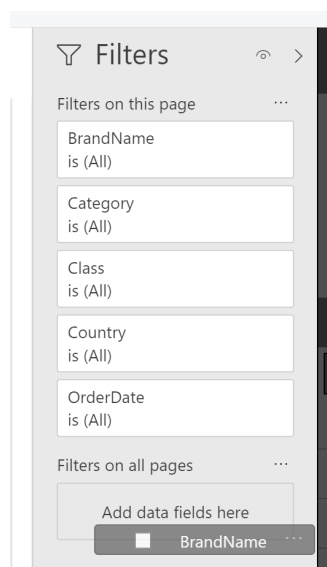 Filters
Filters on this page
BrandName
is (All)
Category
is (All)
Class
is (All)
Country
is (All)
OrderDate
is (All)
Filters on all pages
Add data fields here
BrandName